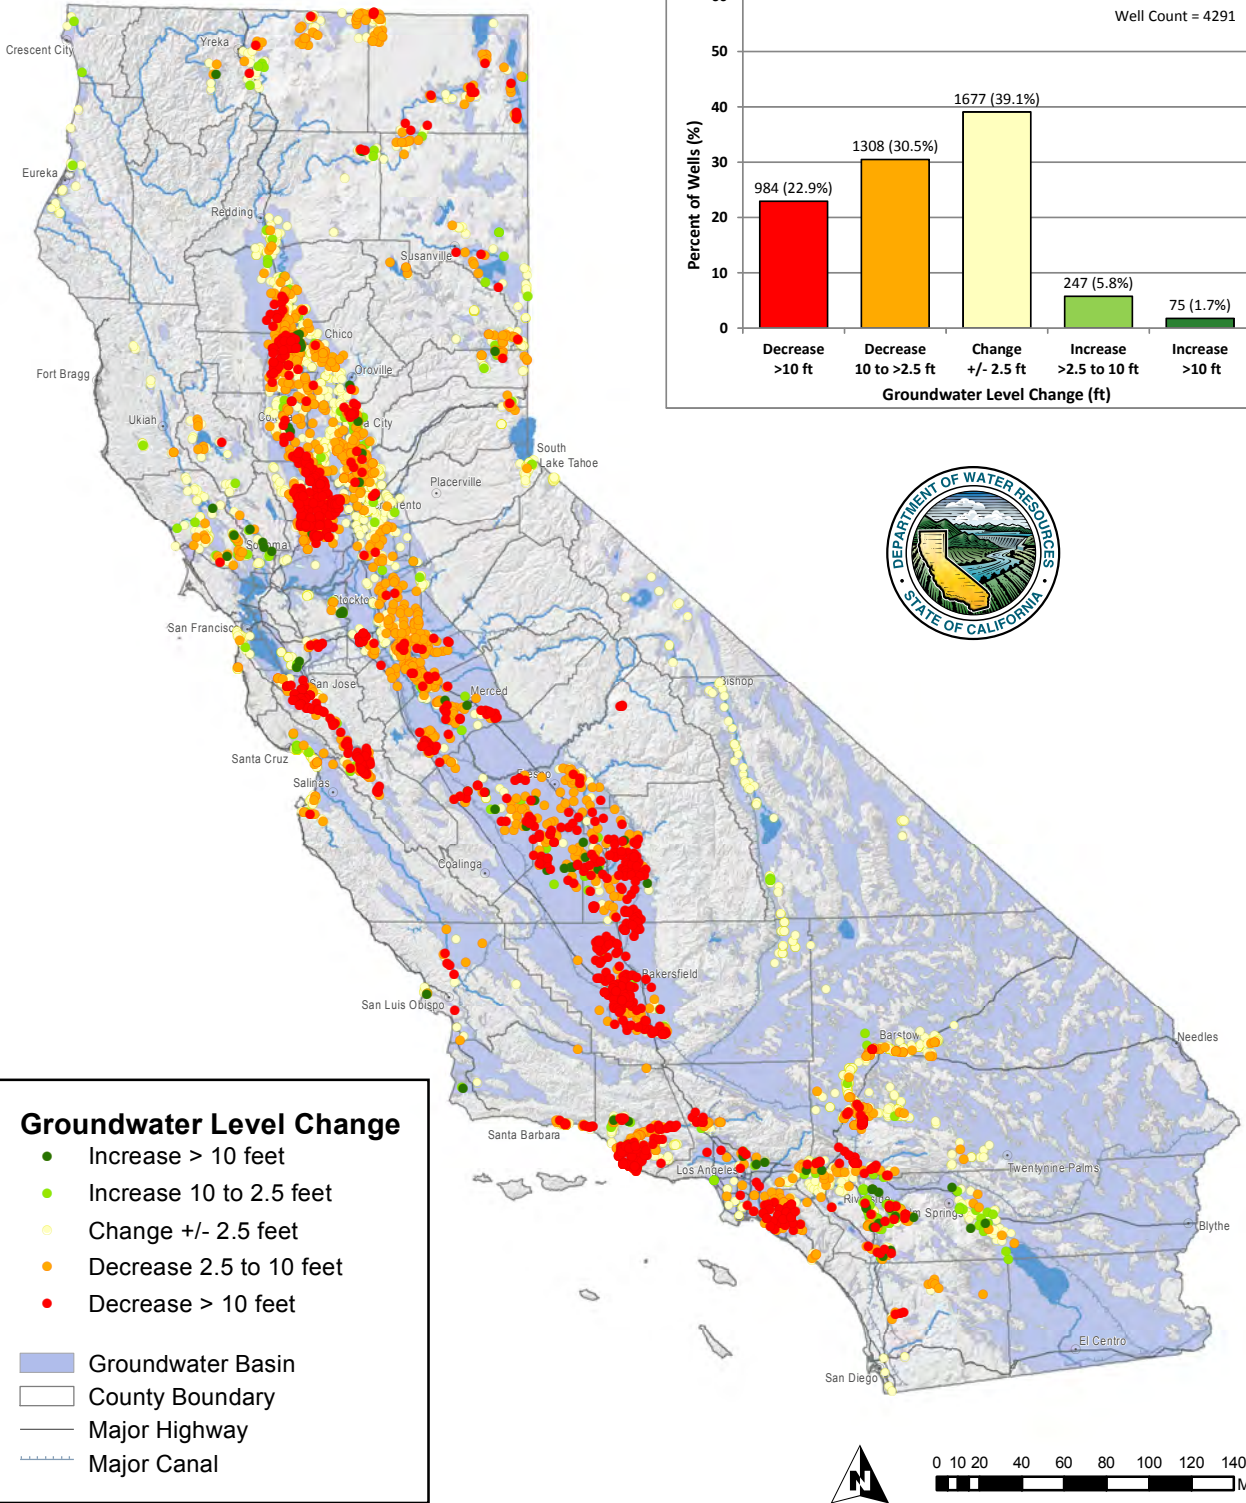 Well Count = 4291
50
40
30
20
10
0
Percent of Wells (%)
984 (22.9%)
1308 (30.5%)
1677 (39.1%)
247 (5.8%)
75 (1.7%)
Decrease
>10 ft
Decrease
10 to >2.5 ft
Change
+/- 2.5 ft
Increase
>2.5 to 10 ft
Increase
>10 ft
Groundwater Level Change (ft)
DEPARTMENT OF WATER RESOURCES
STATE OF CALIFORNIA
Crescent City
Yreka
Eureka
Redding
Susanville
Chico
Fort Bragg
Oroville
Ukiah
a City
South
Lake Tahoe
Placerville
Stockto
San Francisc
Bishop
San Jose
Merced
Santa Cruz
Salinas
Coalinga
Bakersfield
San Luis Obispo
Barstow
Needles
Santa Barbara
Los Angeles
Twentynine Palms
m Springs
Blythe
El Centro
San Diego
Groundwater Level Change
Increase > 10 feet
Increase 10 to 2.5 feet
Change +/- 2.5 feet
Decrease 2.5 to 10 feet
Decrease > 10 feet
Groundwater Basin
County Boundary
Major Highway
Major Canal
N
0 10 20 40 60 80 100 120 140
M